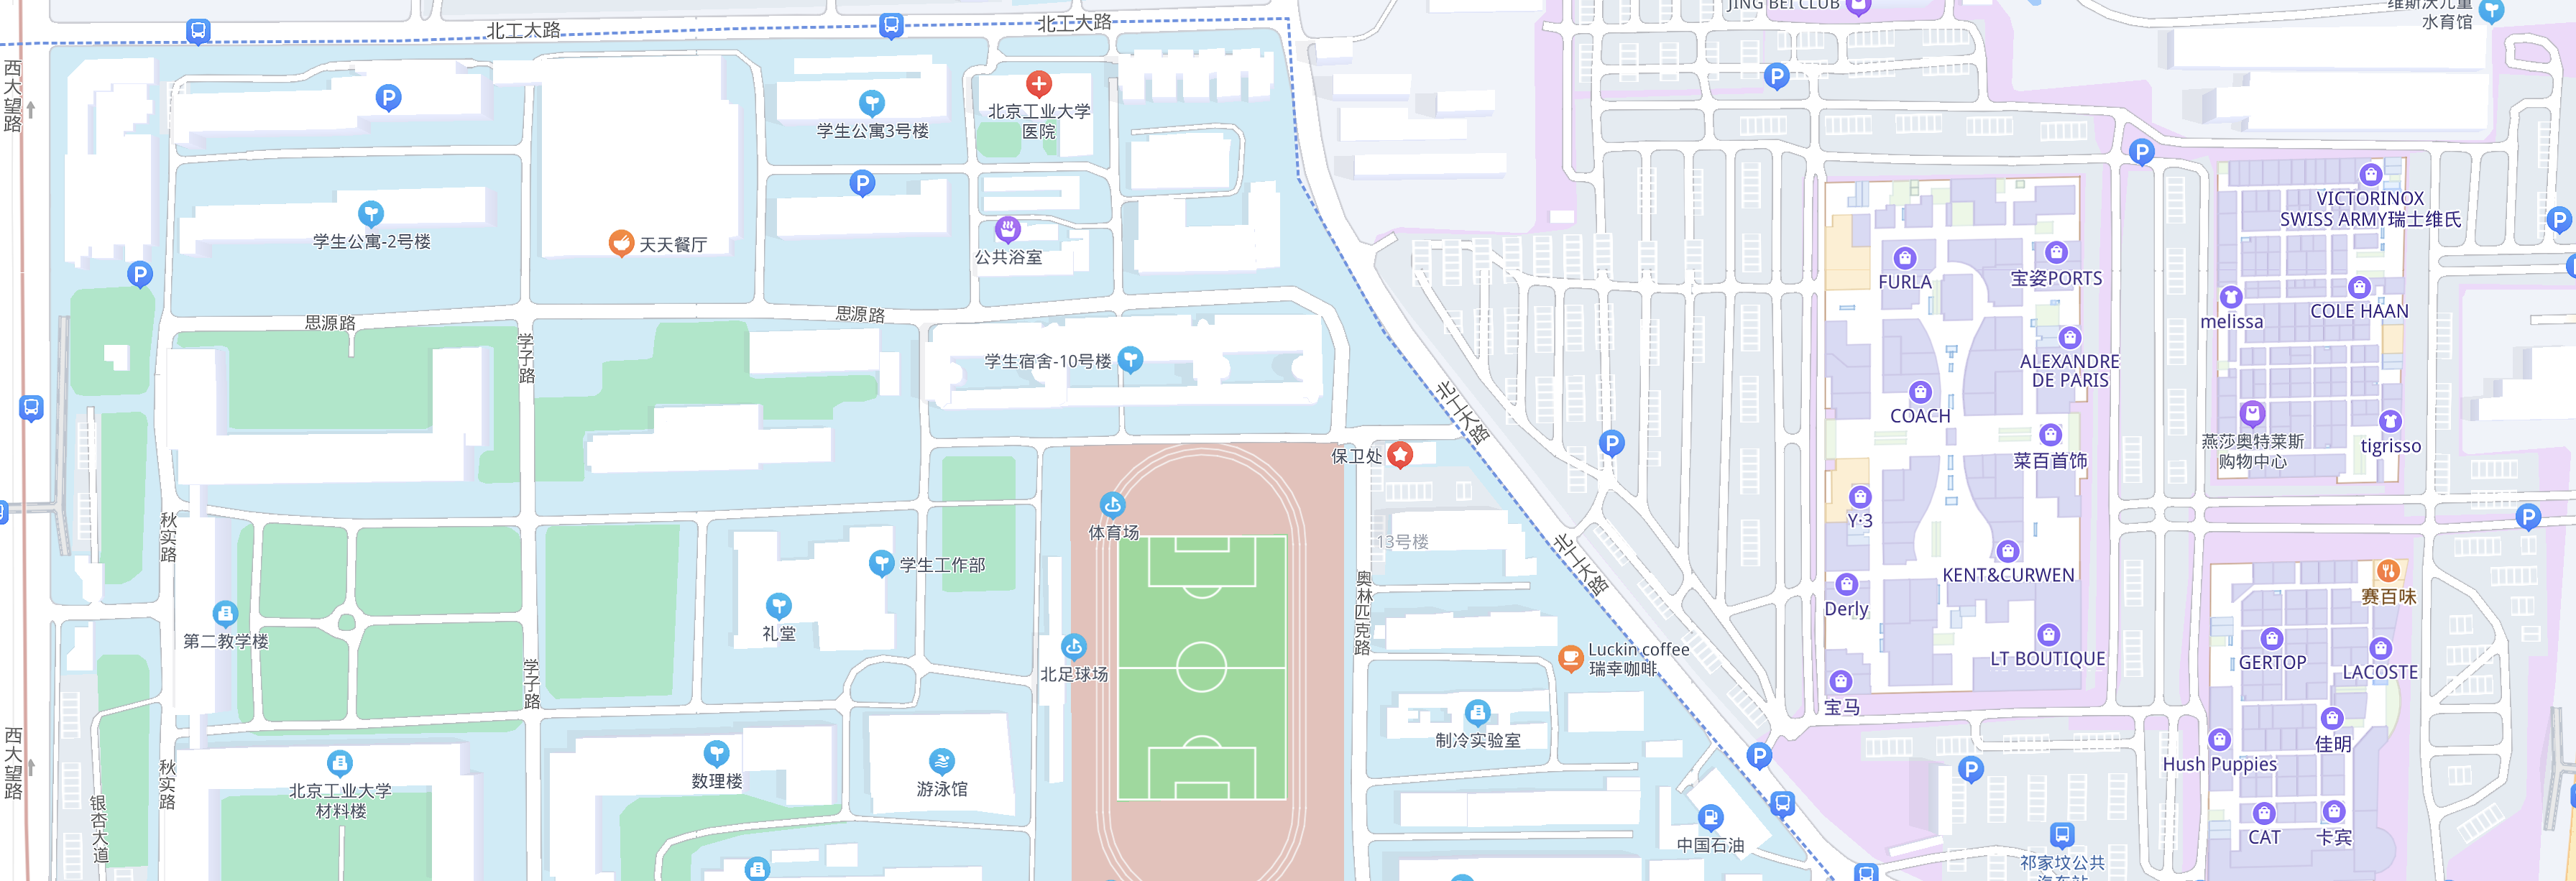 JING BEI CLUB
水育馆
北工大路
北工大路
西大望路
P
P
学生公寓3号楼
北京工业大学
医院
P
P
VICTORINOX
SWISS ARMY瑞士维氏
学生公寓-2号楼
天天餐厅
公共浴室
P
P
FURLA
宝姿PORTS
COLE HAAN
melissa
思源路
思源路
学子路
学生宿舍-10号楼
ALEXANDRE
DE PARIS
北工大路
COACH
P
保卫处
菜百首饰
燕莎奥特莱斯
购物中心
tigrisso
秋实路
体育场
13号楼
Y·3
P
北工大路
学生工作部
奥林匹克路
KENT&CURWEN
赛百味
Derly
第二教学楼
礼堂
学子路
北足球场
Luckin coffee
瑞幸咖啡
LT BOUTIQUE
GERTOP
LACOSTE
宝马
西大望路
制冷实验室
佳明
秋实路
数理楼
P
P
Hush Puppies
北京工业大学
材料楼
游泳馆
银杏大道
中国石油
CAT
卡宾
祁家坟公共
汽车站